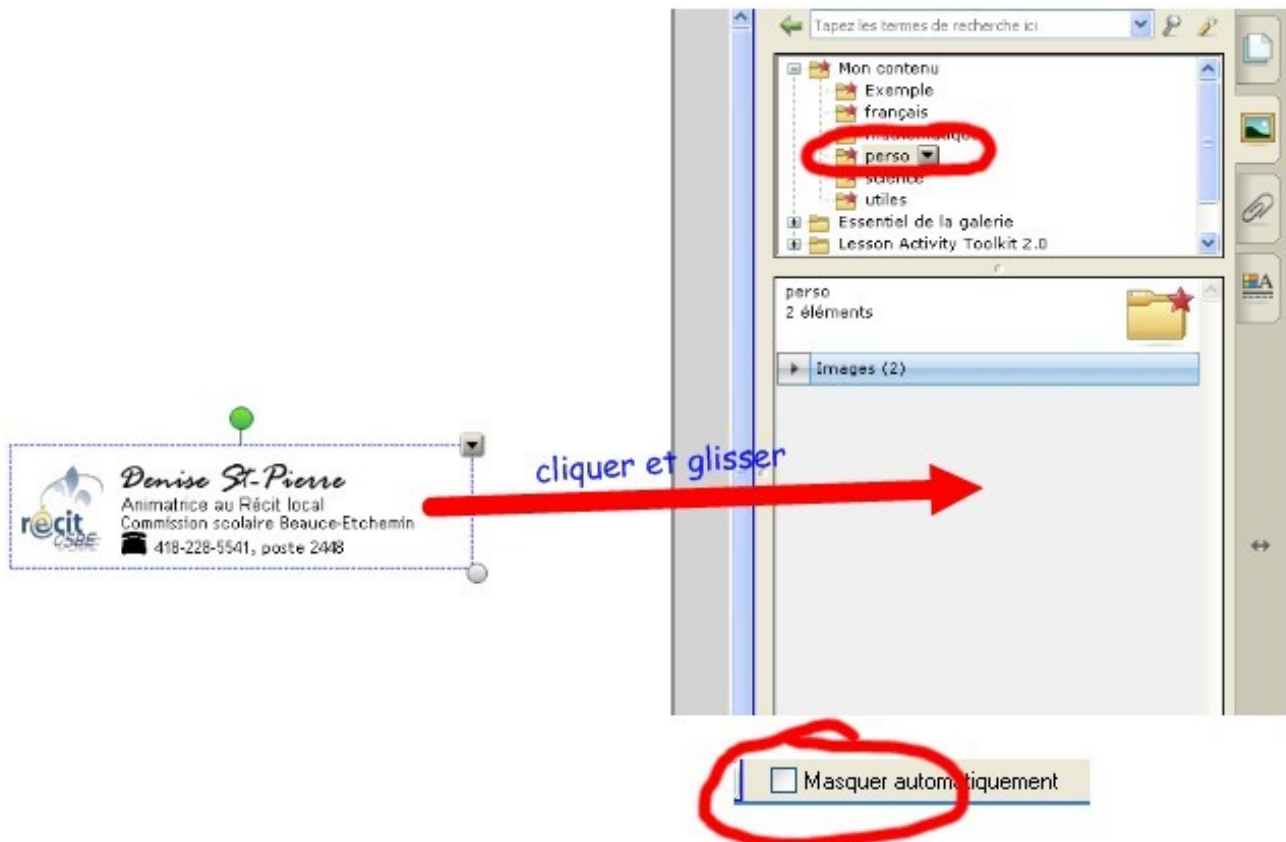 Tapez les termes de recherche ici
Mon contenu
Exemple
français
perso
science
utiles
Essentiel de la galerie
Lesson Activity Toolkit 2.0
A
perso
2 éléments
Images (2)
cliquer et glisser
Denise St-Pierre
Animatrice au Récit local
Commission scolaire Beauce-Etchemin
418-228-5541, poste 2448
récit
CSBE
Masquer automatiquement